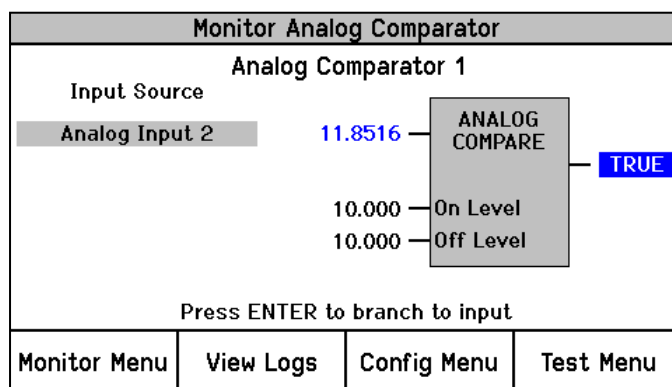 Monitor Analog Comparator
Analog Comparator 1
Input Source
Analog Input 2
11.8516
ANALOG
COMPARE
TRUE
10.000 On Level
10.000 Off Level
Press ENTER to branch to input
Monitor Menu View Logs Config Menu Test Menu